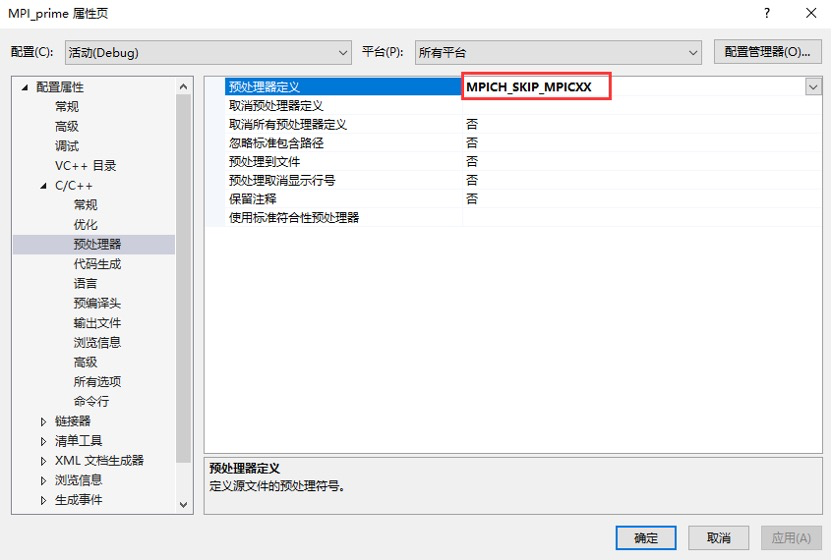 MPI_prime 属性页
配置(C): 活动(Debug) 平台(P): 所有平台 配置管理器(O)...
配置属性
常规
高级
调试
VC++ 目录
C/C++
常规
优化
预处理器
代码生成
语言
预编译头
输出文件
浏览信息
高级
所有选项
命令行
链接器
清单工具
XML 文档生成器
浏览信息
生成事件
预处理器定义 MPICH_SKIP_MPICXX
取消预处理器定义
取消所有预处理器定义 否
忽略标准包含路径 否
预处理到文件 否
预处理取消显示行号 否
保留注释 否
使用标准符合性预处理器
预处理器定义
定义源文件的预处理符号。
确定 取消 应用(A)